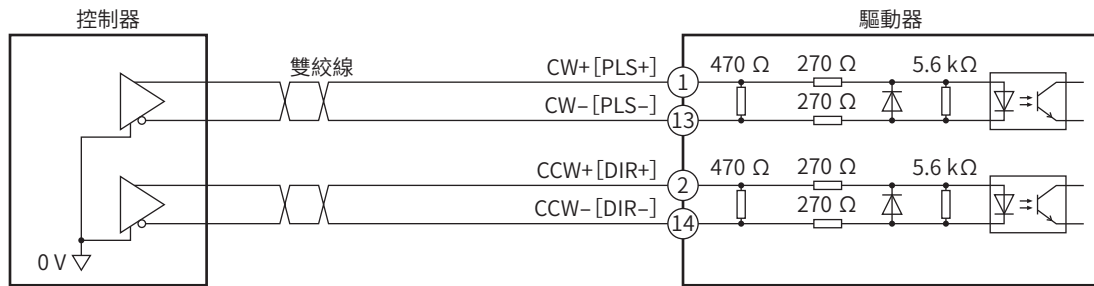 控制器
驅動器
雙絞線
CW+ [PLS+]
1
470 Ω
270 Ω
5.6 kΩ
CW– [PLS–]
13
270 Ω
CCW+ [DIR+]
2
470 Ω
270 Ω
5.6 kΩ
CCW– [DIR–]
14
270 Ω
0 V